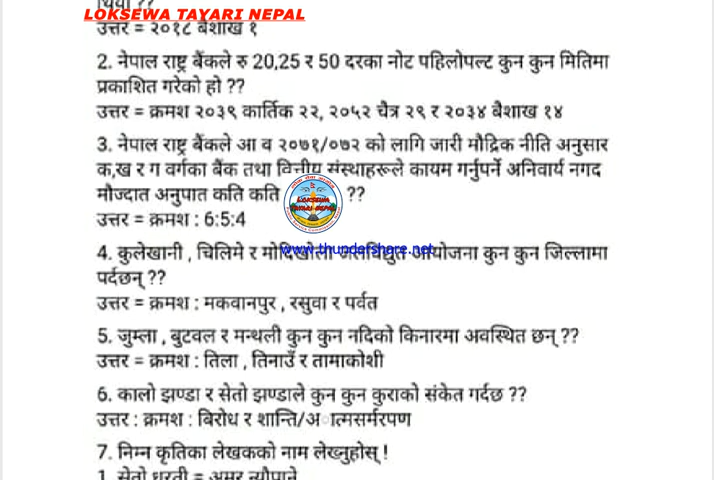 थियो ??
LOKSEWA TAYARI NEPAL
उत्तर = २०१८ बैशाख १
2. नेपाल राष्ट्र बैंकले रु 20,25 र 50 दरका नोट पहिलोपल्ट कुन कुन मितिमा
प्रकाशित गरेको हो ??
उत्तर = क्रमश २०३९ कार्तिक २२, २०५२ चैत्र २९ र २०३४ बैशाख १४
3. नेपाल राष्ट्र बैंकले आ व २०७१/०७२ को लागि जारी मौद्रिक नीति अनुसार
क,ख र ग वर्गका बैंक तथा वित्तीय संस्थाहरूले कायम गर्नुपर्ने अनिवार्य नगद
मौज्दात अनुपात कति कति ??
LOKSEWA
TAYARI NEPAL
उत्तर = क्रमश : 6:5:4
www.thundershare.net
4. कुलेखानी , चिलिमे र मोदिखोला जलविद्युत आयोजना कुन कुन जिल्लामा
पर्दछन् ??
उत्तर = क्रमश : मकवानपुर , रसुवा र पर्वत
5. जुम्ला , बुटवल र मन्थली कुन कुन नदिको किनारमा अवस्थित छन् ??
उत्तर = क्रमश : तिला , तिनाउँ र तामाकोशी
6. कालो झण्डा र सेतो झण्डाले कुन कुन कुराको संकेत गर्दछ ??
उत्तर : क्रमश : बिरोध र शान्ति/अात्मसर्मरपण
7. निम्न कृतिका लेखकको नाम लेख्नुहोस् !
1. सेतो धरती = अमर न्यौपाने